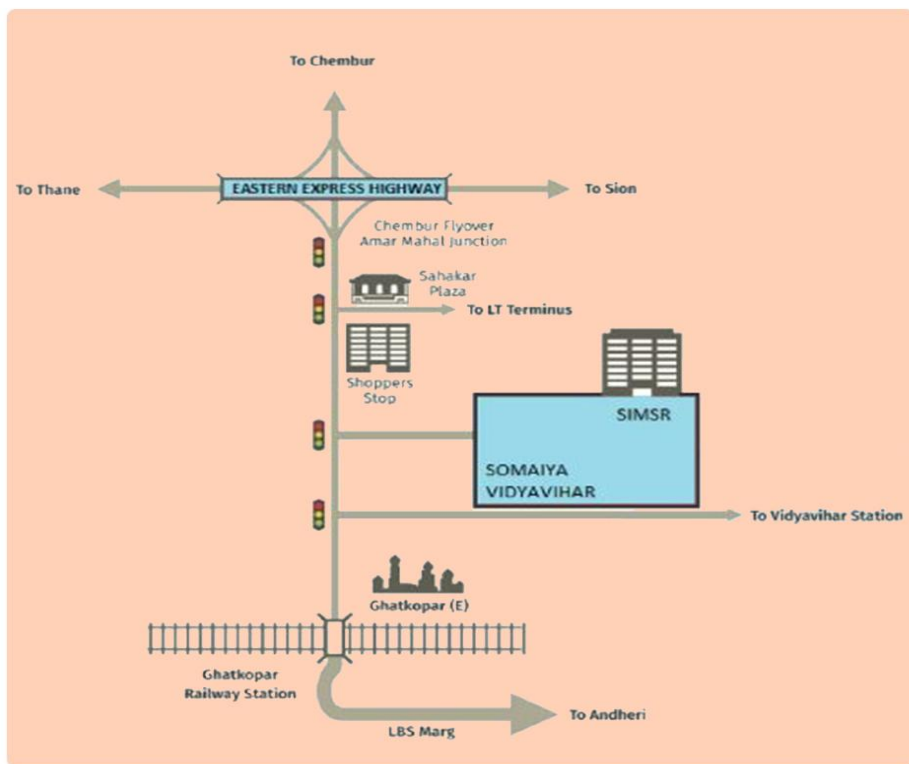 To Chembur
To Thane
EASTERN EXPRESS HIGHWAY
To Sion
Chembur Flyover
Amar Mahal Junction
Sahakar
Plaza
To LT Terminus
Shoppers
Stop
SIMSR
SOMAIYA
VIDYAVIHAR
To Vidyavihar Station
Ghatkopar (E)
Ghatkopar
Railway Station
To Andheri
LBS Marg